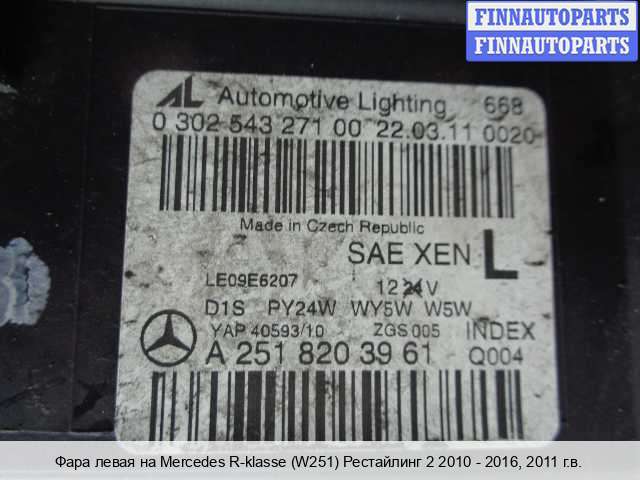 FINNAUTOPARTS
FINNAUTOPARTS
AL Automotive Lighting 668
0 302 543 271 00 22.03.11 0020
Made in Czech Republic
SAE XEN L
LE09E6207 12 24V
D1S PY24W WY5W W5W
YAP 40593/10 ZGS 005 INDEX
A 251 820 39 61 Q004
Фара левая на Mercedes R-klasse (W251) Рестайлинг 2 2010 - 2016, 2011 г.в.